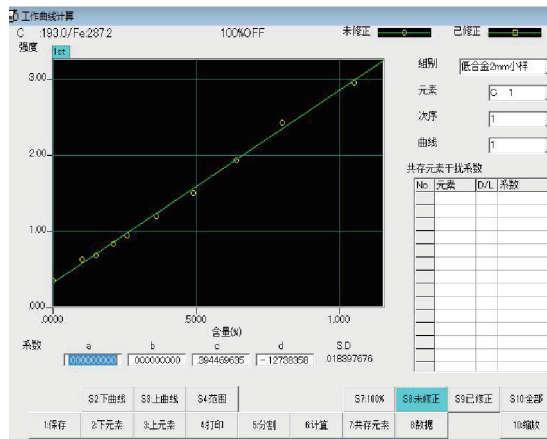 工作曲线计算
C :193.0/Fe:287.2 100%OFF 未修正 已修正
强度 1st
组别 低合金2mm小样
元素 C 1
次序 1
曲线 1
共存元素干扰系数
No. 元素 D/L 系数
3.00
2.00
1.00
.000
.0000 .5000 1.000
含量(%)
系数 a b c d S.D
.000000000 .000000000 .394469635 -.12738358 .018397676
S2下曲线 S3上曲线 S4范围 S7:100% S8未修正 S9已修正 S10全部
1:保存 2:下元素 3:上元素 4:打印 5:分割 6:计算 7:共存元素 8:数据 10:缩放